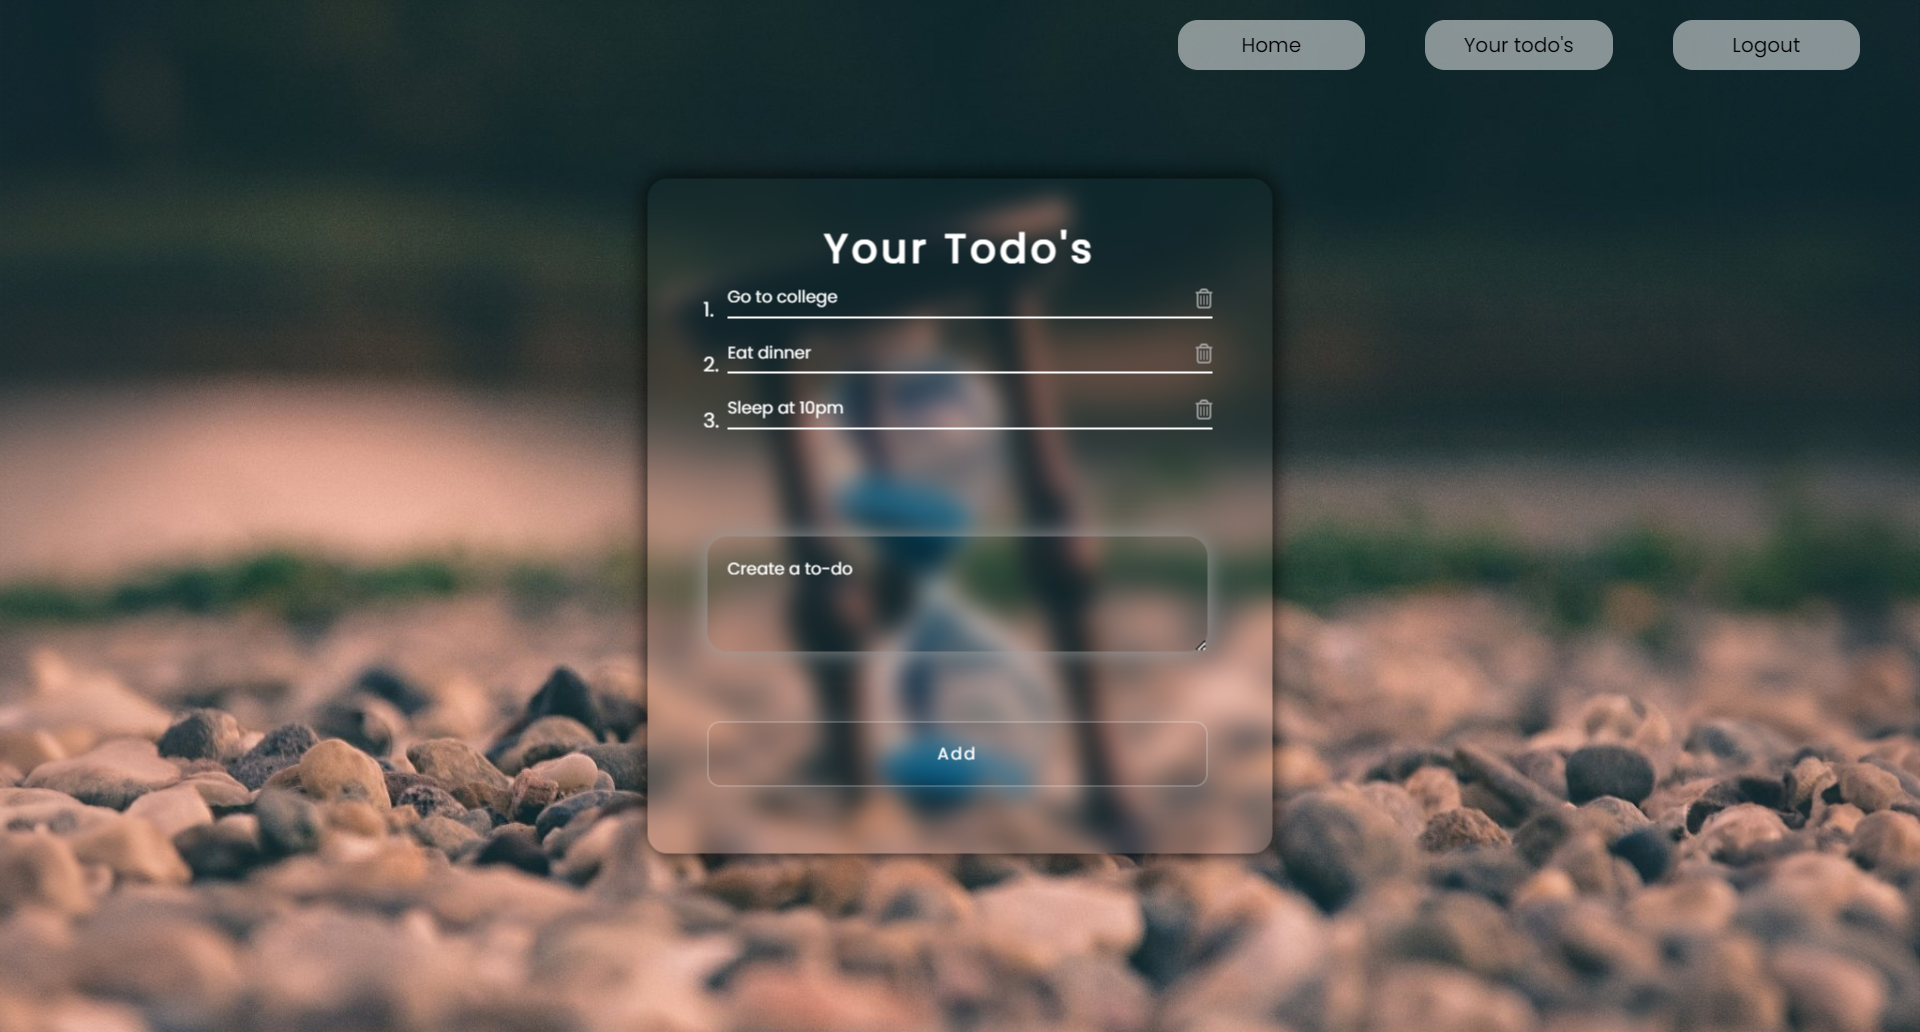 Home
Your todo's
Logout
Your Todo's
1. Go to college
2. Eat dinner
3. Sleep at 10pm
Create a to-do
Add